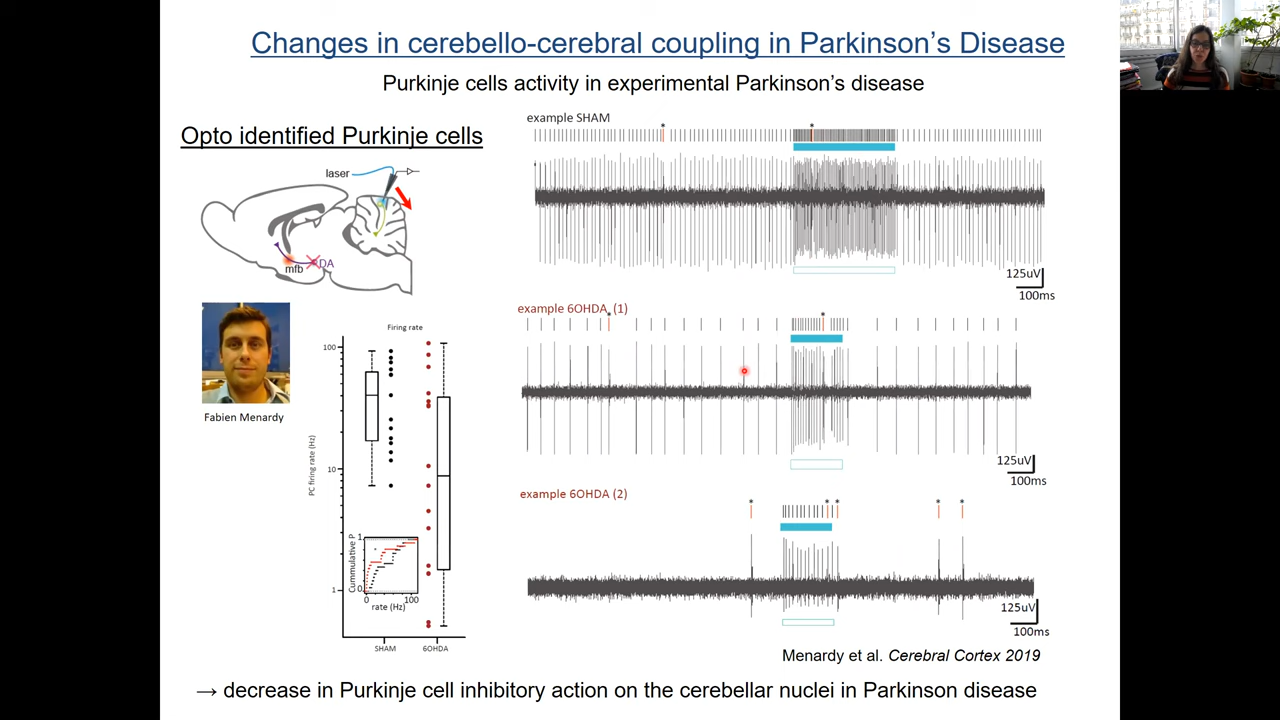 Changes in cerebello-cerebral coupling in Parkinson's Disease
Purkinje cells activity in experimental Parkinson's disease
Opto identified Purkinje cells
laser
mfb
DA
Fabien Menardy
Firing rate
PC firing rate (Hz)
100
10
1
Cummulative P
1
0
0
100
rate (Hz)
SHAM
6OHDA
example SHAM
*
*
125uV
100ms
example 6OHDA (1)
*
*
125uV
100ms
example 6OHDA (2)
*
*
*
*
*
125uV
100ms
Menardy et al. Cerebral Cortex 2019
→ decrease in Purkinje cell inhibitory action on the cerebellar nuclei in Parkinson disease